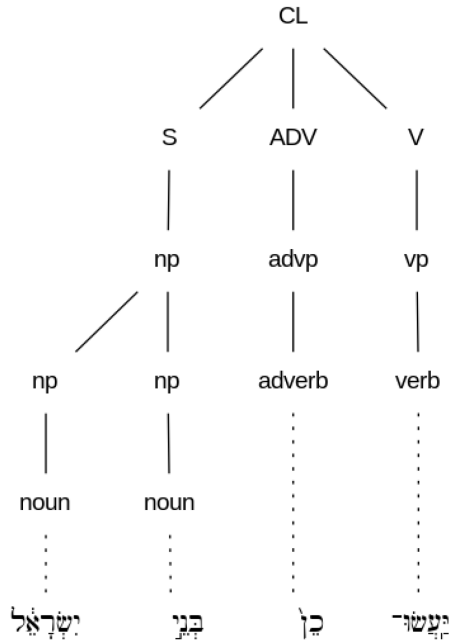 CL
S ADV V
np advp vp
np np adverb verb
noun noun
יַּֽעֲשׂוּ־ כֵן֙ בְּנֵ֣י יִשְׂרָאֵ֔ל